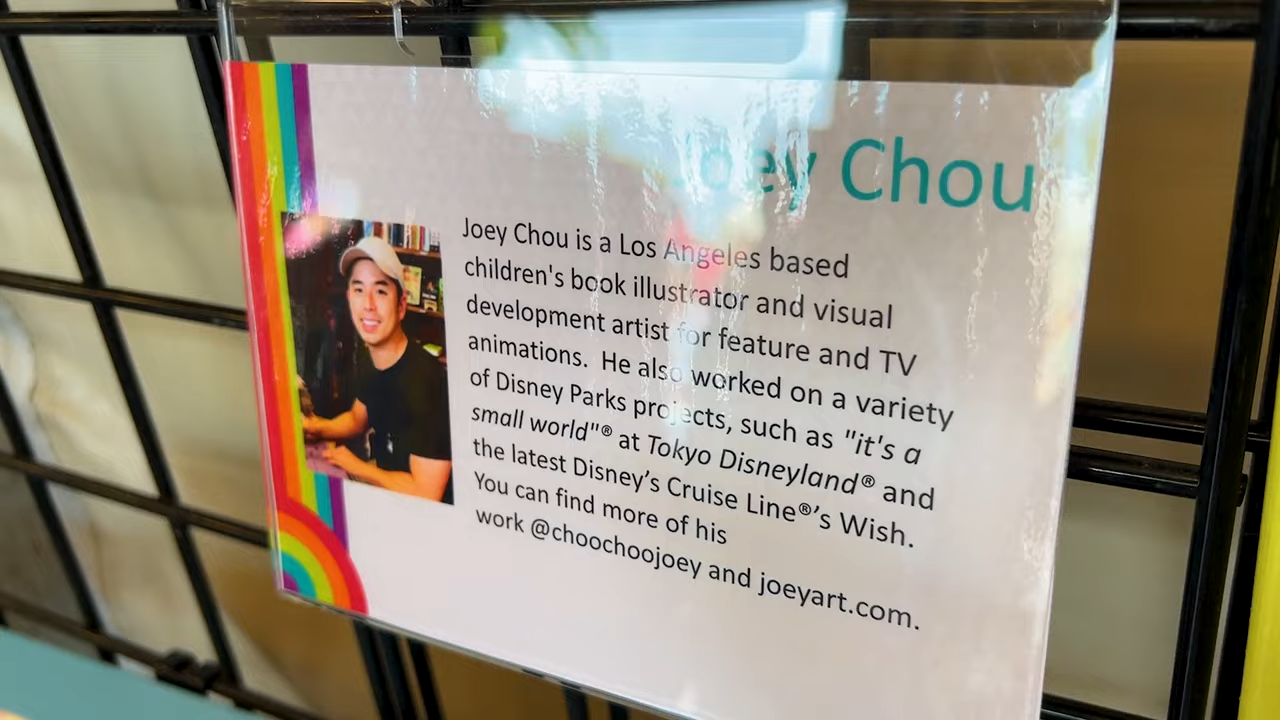 Joey Chou
Joey Chou is a Los Angeles based
children's book illustrator and visual
development artist for feature and TV
animations.  He also worked on a variety
of Disney Parks projects, such as "it's a
small world"® at Tokyo Disneyland® and
the latest Disney’s Cruise Line®’s Wish.
You can find more of his
work @choochoojoey and joeyart.com.